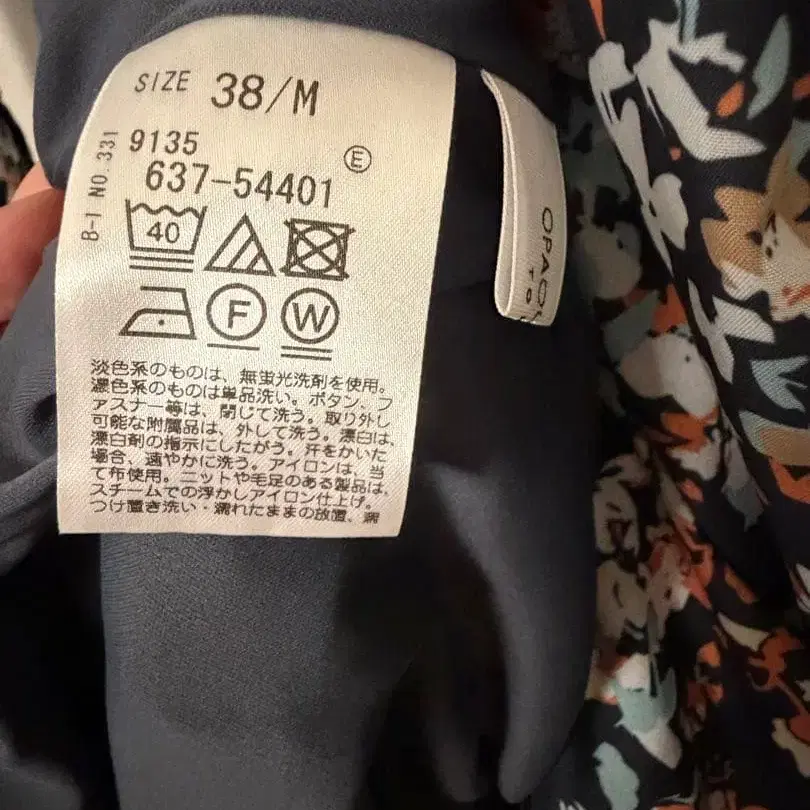 SIZE 38/M
B-I NO. 331
9135
637-54401
E
40
F W
淡色系のものは、無蛍光洗剤を使用。
濃色系のものは単品洗い。ボタン、フ
ァスナー等は、閉じて洗う。取り外し
可能な附属品は、外して洗う。漂白は、
漂白剤の指示にしたがう。汗をかいた
場合、速やかに洗う。アイロンは、当
て布使用。ニットや毛足のある製品は、
スチームでの浮かしアイロン仕上げ。
つけ置き洗い・濡れたままの放置、
OPAQU
TO